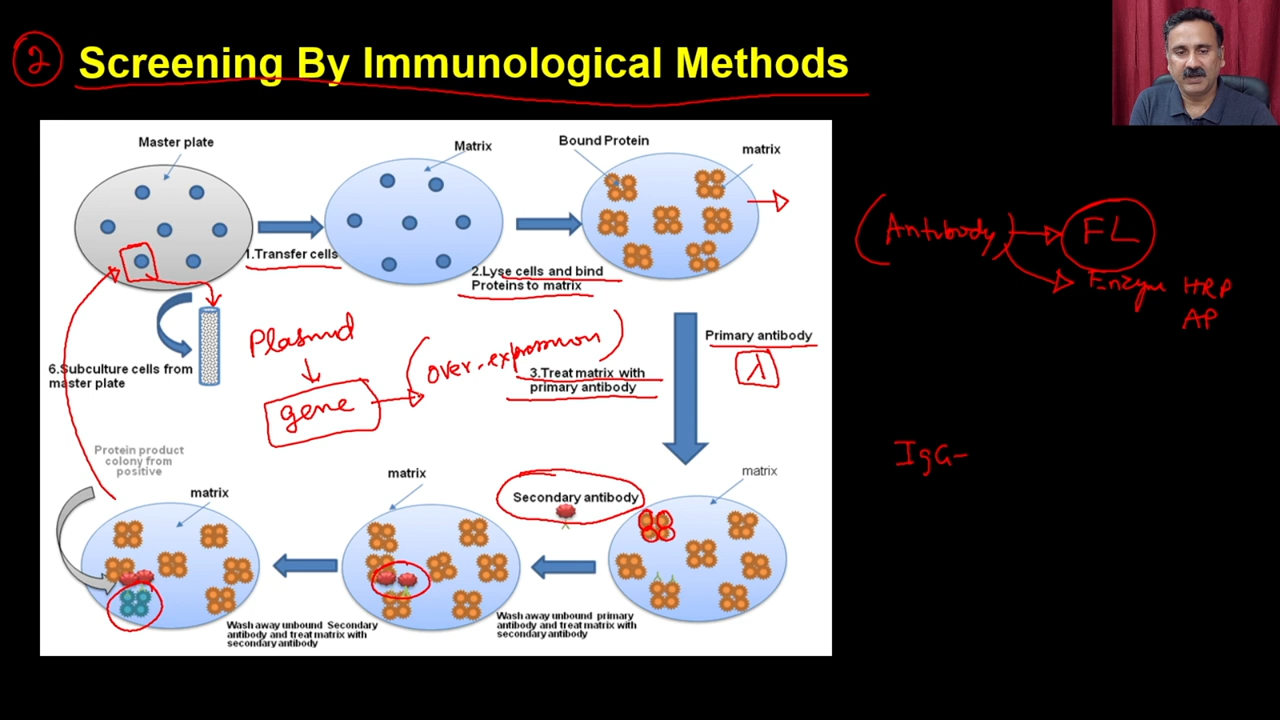 2 Screening By Immunological Methods
Master plate
Matrix
Bound Protein
matrix
1.Transfer cells
2.Lyse cells and bind
Proteins to matrix
Primary antibody
λ
3.Treat matrix with
primary antibody
6.Subculture cells from
master plate
Plasmid
gene
over-expression
Protein product
colony from
positive
matrix
matrix
Secondary antibody
matrix
Wash away unbound Secondary
antibody and treat matrix with
secondary antibody
Wash away unbound primary
antibody and treat matrix with
secondary antibody
Antibody
FL
Enzyme HRP
AP
IgG-